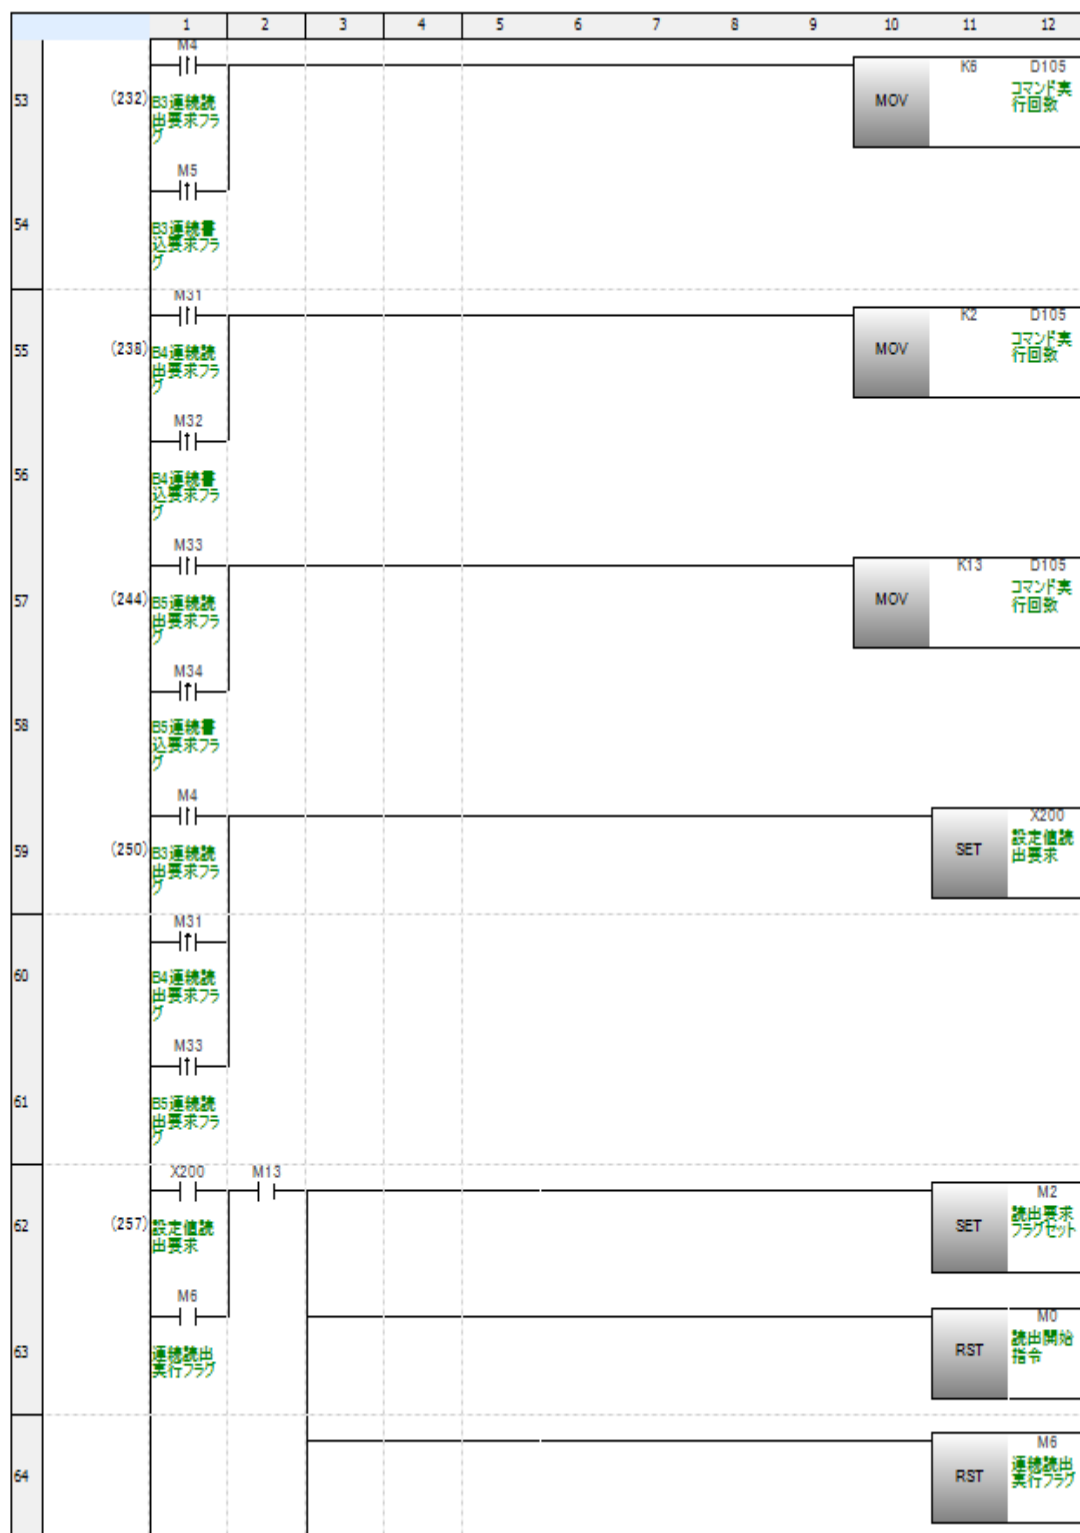 1 2 3 4 5 6 7 8 9 10 11 12
M4
K6 D105
53 (232) B3連続読
出要求フラ
グ
MOV
コマンド実
行回数
M5
54
B3連続書
込要求フラ
グ
M31
K2 D105
55 (238) B4連続読
出要求フラ
グ
MOV
コマンド実
行回数
M32
56
B4連続書
込要求フラ
グ
M33
K13 D105
57 (244) B5連続読
出要求フラ
グ
MOV
コマンド実
行回数
M34
58
B5連続書
込要求フラ
グ
M4
X200
59 (250) B3連続読
出要求フラ
グ
SET
設定値読
出要求
M31
60
B4連続読
出要求フラ
グ
M33
61
B5連続読
出要求フラ
グ
X200 M13
M2
62 (257) 設定値読
出要求
SET
読出要求
フラグセット
M6
M0
63
連続読出
実行フラグ
RST
読出開始
指令
M6
64
RST
連続読出
実行フラグ